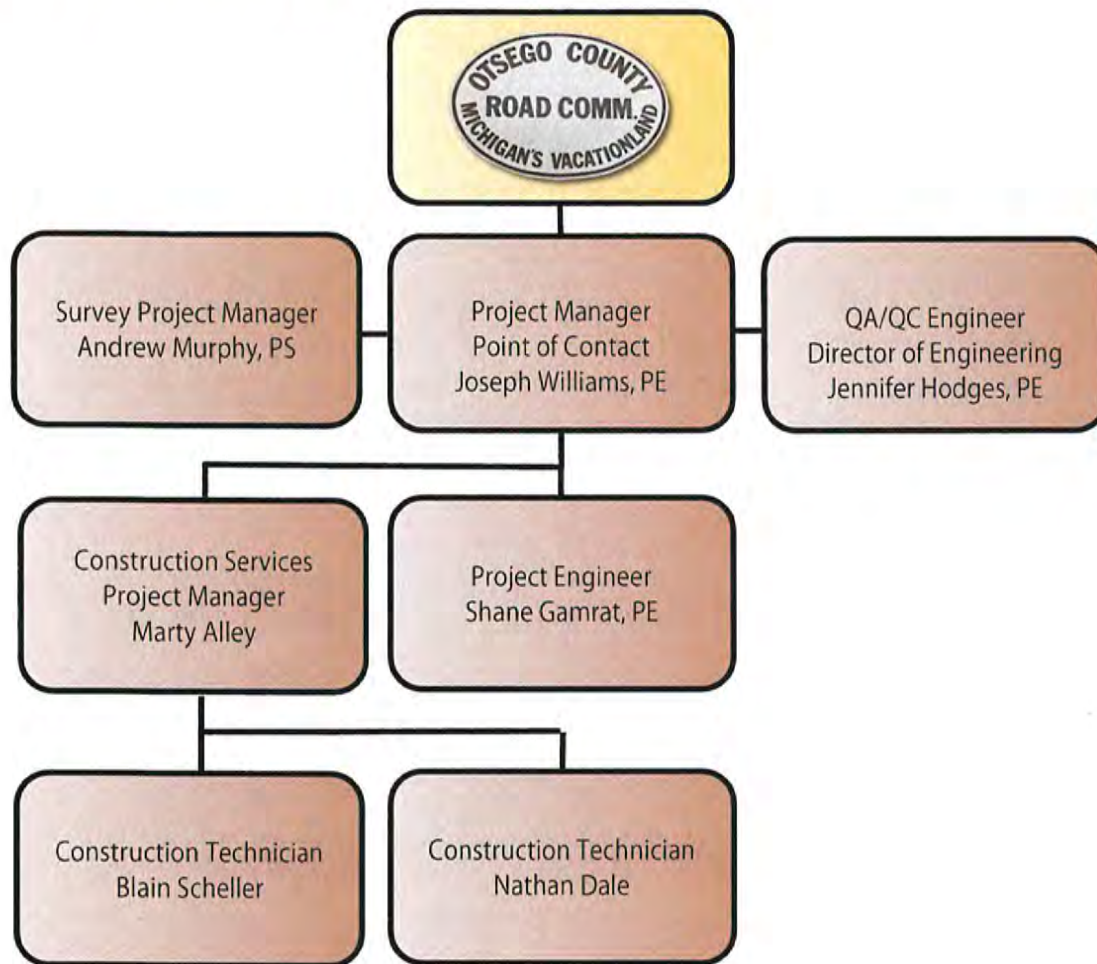 OTSEGO COUNTY
ROAD COMM.
MICHIGAN'S VACATIONLAND
Survey Project Manager
Andrew Murphy, PS
Project Manager
Point of Contact
Joseph Williams, PE
QA/QC Engineer
Director of Engineering
Jennifer Hodges, PE
Construction Services
Project Manager
Marty Alley
Project Engineer
Shane Gamrat, PE
Construction Technician
Blain Scheller
Construction Technician
Nathan Dale